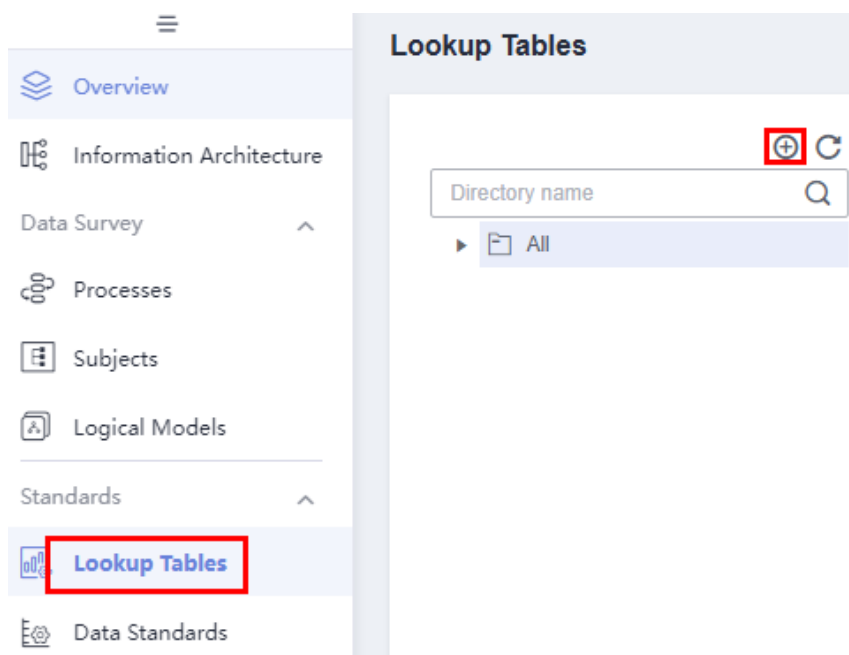 Overview
Information Architecture
Data Survey
Processes
Subjects
Logical Models
Standards
Lookup Tables
Data Standards
Lookup Tables
Directory name
All